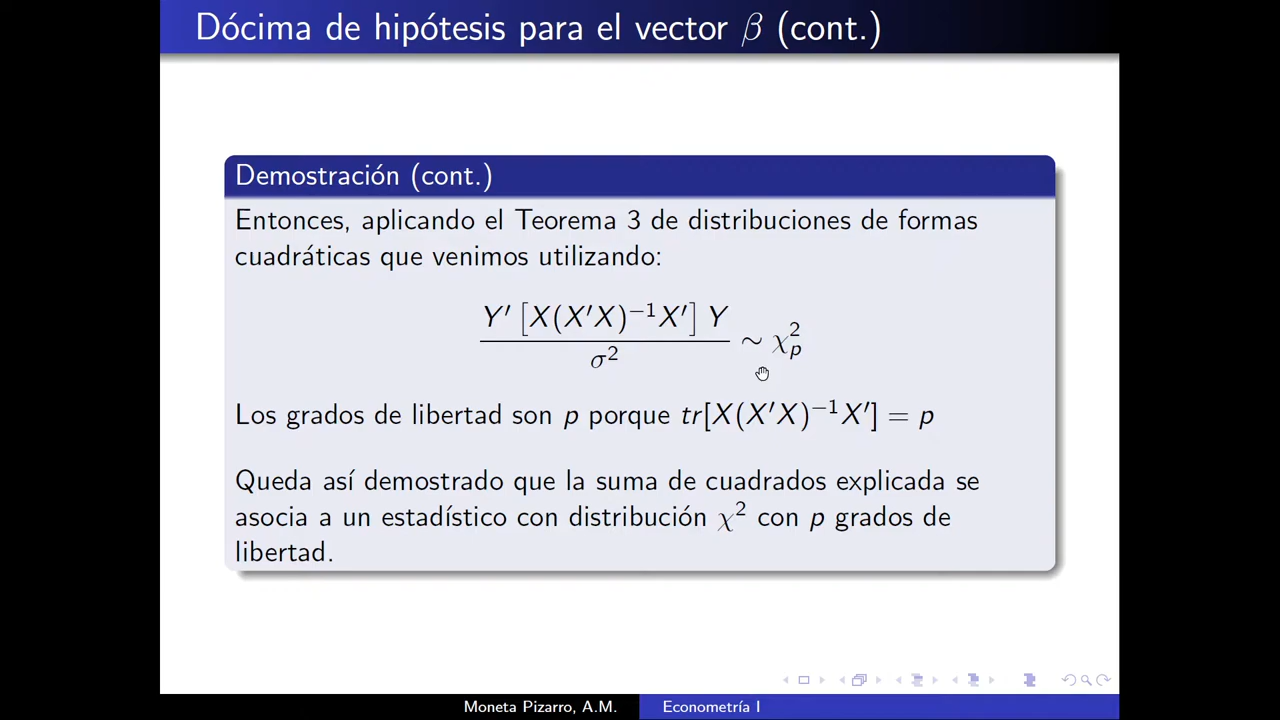 Dócima de hipótesis para el vector β (cont.)
Demostración (cont.)
Entonces, aplicando el Teorema 3 de distribuciones de formas
cuadráticas que venimos utilizando:
Y′ [X(X′X)⁻¹X′] Y / σ² ∼ χ²ₚ
Los grados de libertad son p porque tr[X(X′X)⁻¹X′] = p
Queda así demostrado que la suma de cuadrados explicada se
asocia a un estadístico con distribución χ² con p grados de
libertad.
Moneta Pizarro, A.M. Econometría I